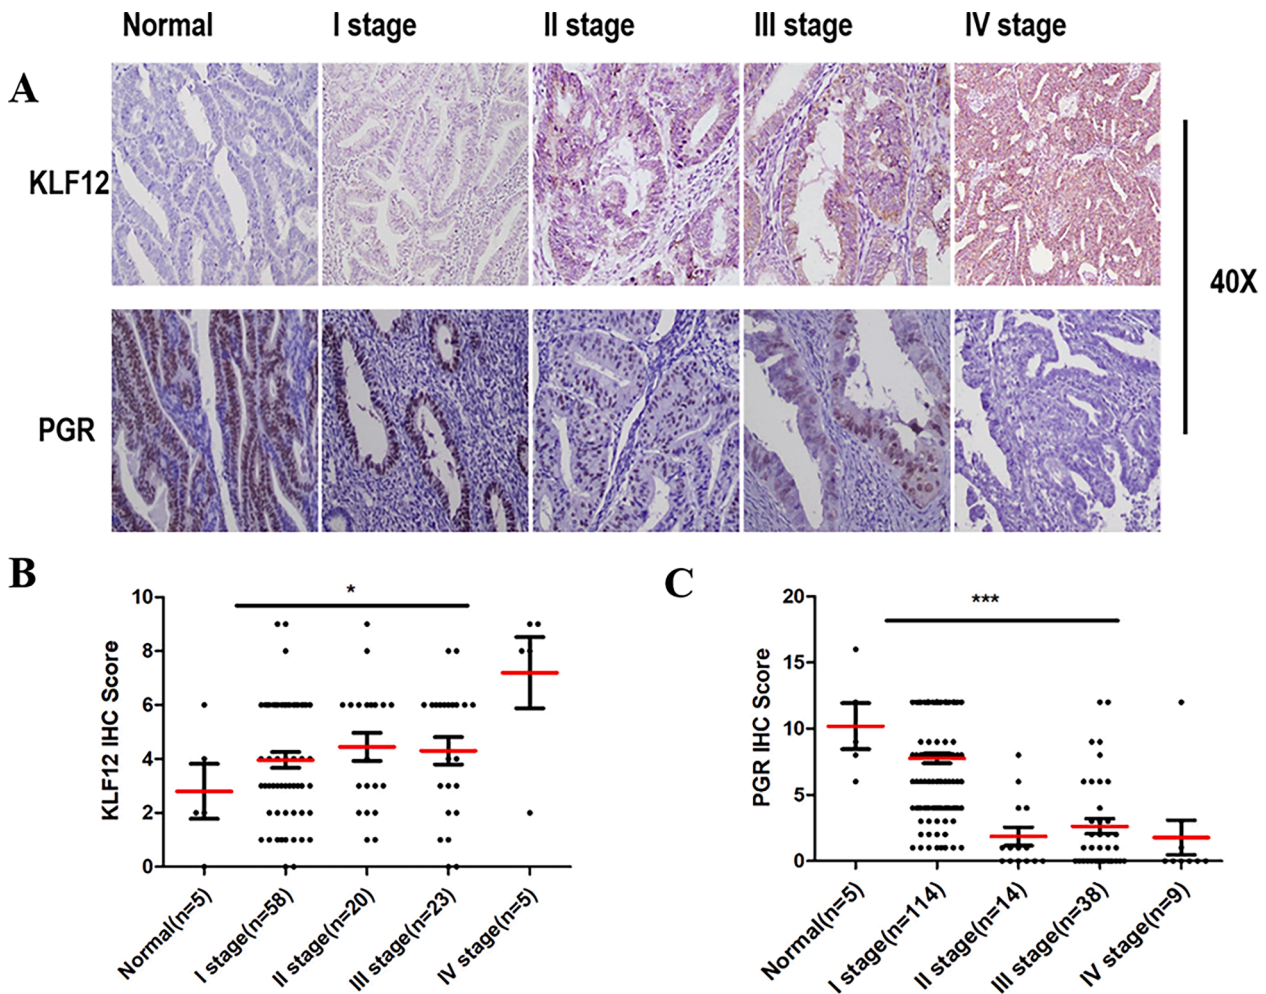 Normal I stage II stage III stage IV stage
A
KLF12
40X
PGR
B
C
*
***
KLF12 IHC Score
10
8
6
4
2
0
Normal(n=5)
I stage(n=58)
II stage(n=20)
III stage(n=23)
IV stage(n=5)
PGR IHC Score
20
15
10
5
0
Normal(n=5)
I stage(n=114)
II stage(n=14)
III stage(n=38)
IV stage(n=9)